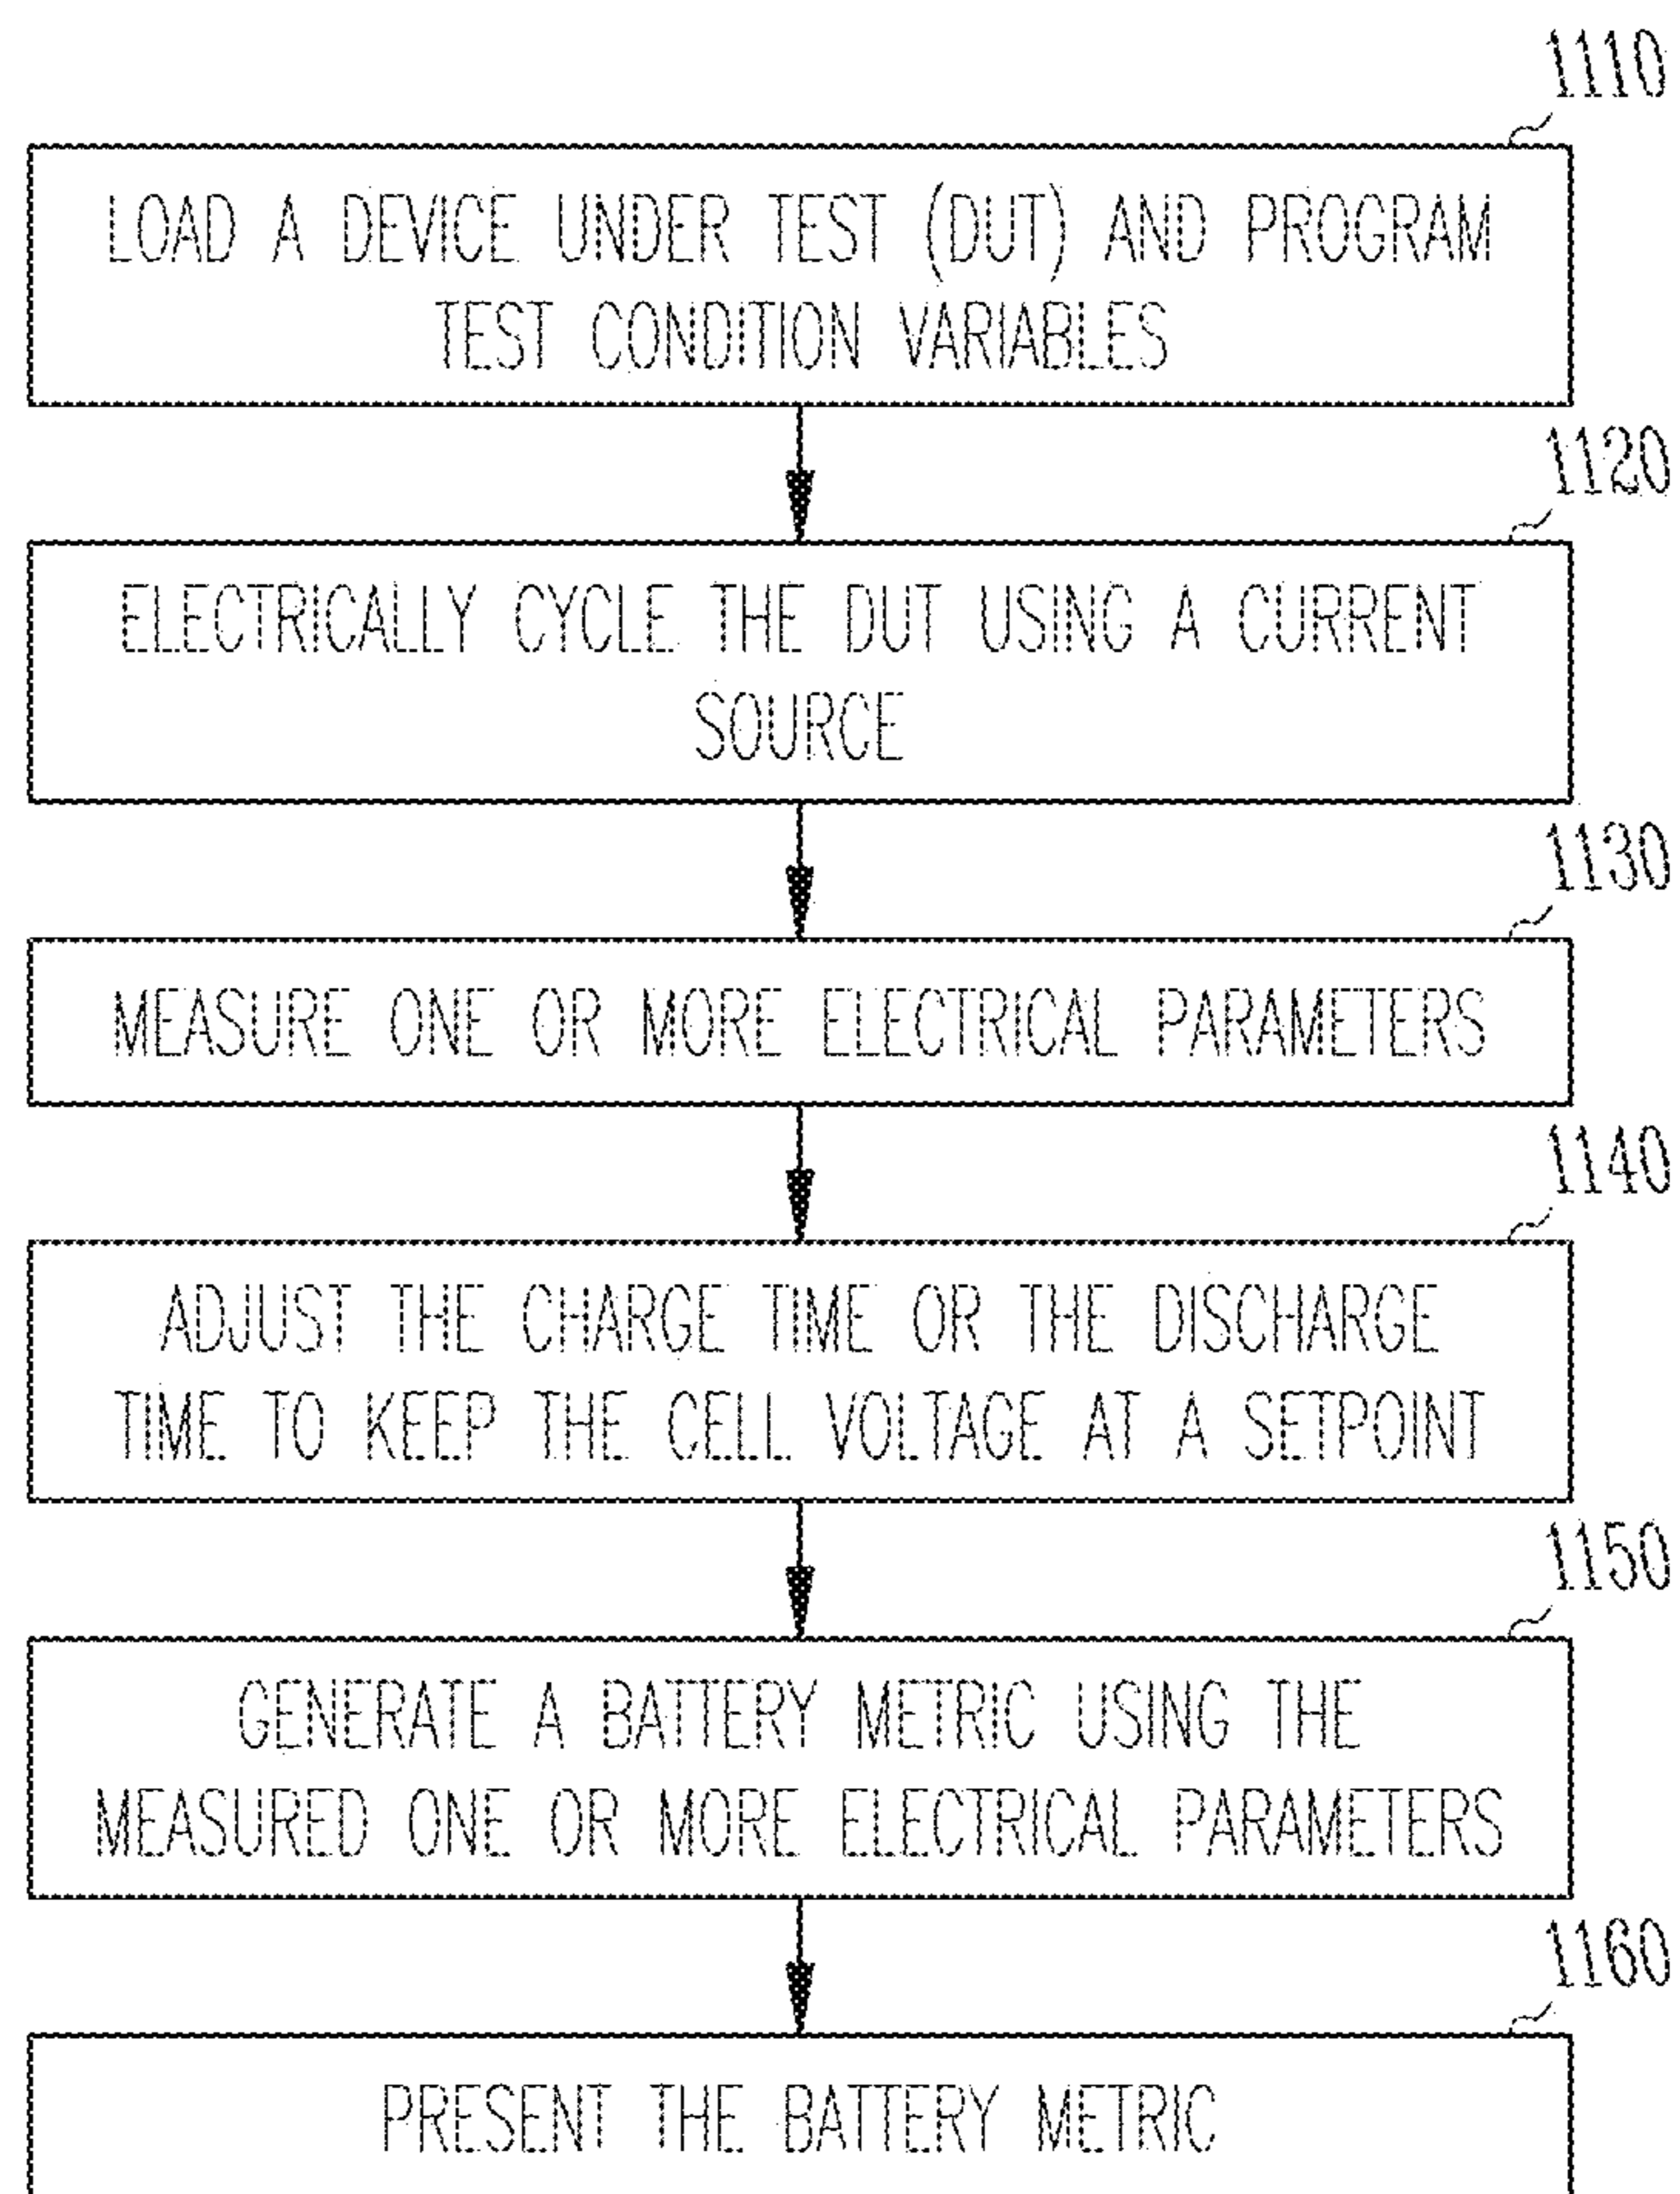 1110
LOAD A DEVICE UNDER TEST (DUT) AND PROGRAM
TEST CONDITION VARIABLES
1120
ELECTRICALLY CYCLE THE DUT USING A CURRENT
SOURCE
1130
MEASURE ONE OR MORE ELECTRICAL PARAMETERS
1140
ADJUST THE CHARGE TIME OR THE DISCHARGE
TIME TO KEEP THE CELL VOLTAGE AT A SETPOINT
1150
GENERATE A BATTERY METRIC USING THE
MEASURED ONE OR MORE ELECTRICAL PARAMETERS
1160
PRESENT THE BATTERY METRIC